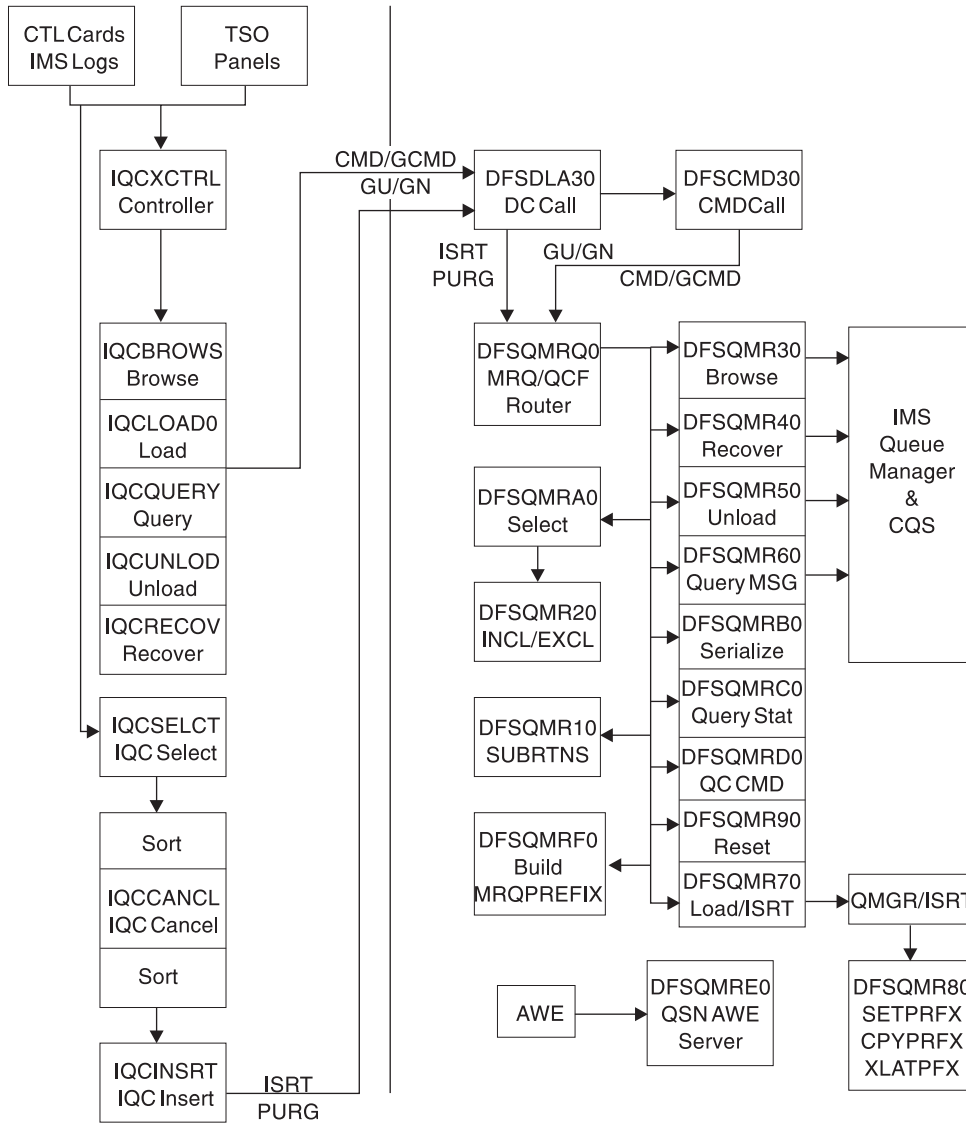 CTL Cards
IMS Logs
TSO
Panels
IQCXCTRL
Controller
CMD/GCMD
GU/GN
DFSDLA30
DC Call
DFSCMD30
CMDCall
ISRT
PURG
GU/GN
CMD/GCMD
IQCBROWS
Browse
IQCLOAD0
Load
IQCQUERY
Query
IQCUNLOD
Unload
IQCRECOV
Recover
DFSQMRQ0
MRQ/QCF
Router
DFSQMR30
Browse
DFSQMR40
Recover
DFSQMR50
Unload
DFSQMR60
Query MSG
DFSQMRB0
Serialize
DFSQMRC0
Query Stat
DFSQMRD0
QC CMD
DFSQMR90
Reset
DFSQMR70
Load/ISRT
IMS
Queue
Manager
&
CQS
DFSQMRA0
Select
DFSQMR20
INCL/EXCL
DFSQMR10
SUBRTNS
DFSQMRF0
Build
MRQPREFIX
IQCSELCT
IQC Select
Sort
IQCCANCL
IQC Cancel
Sort
IQCINSRT
IQC Insert
ISRT
PURG
AWE
DFSQMRE0
QSN AWE
Server
QMGR/ISRT
DFSQMR80
SETPRFX
CPYPRFX
XLATPFX